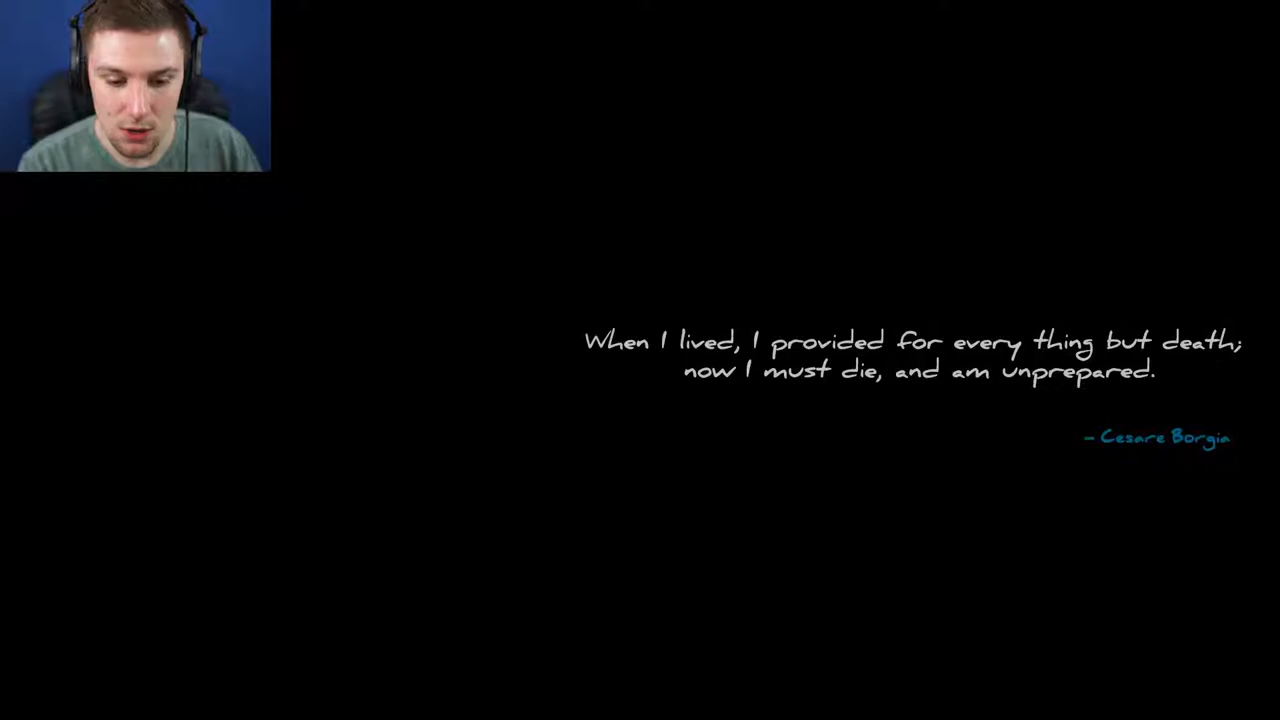 When I lived, I provided for every thing but death;
now I must die, and am unprepared.
- Cesare Borgia